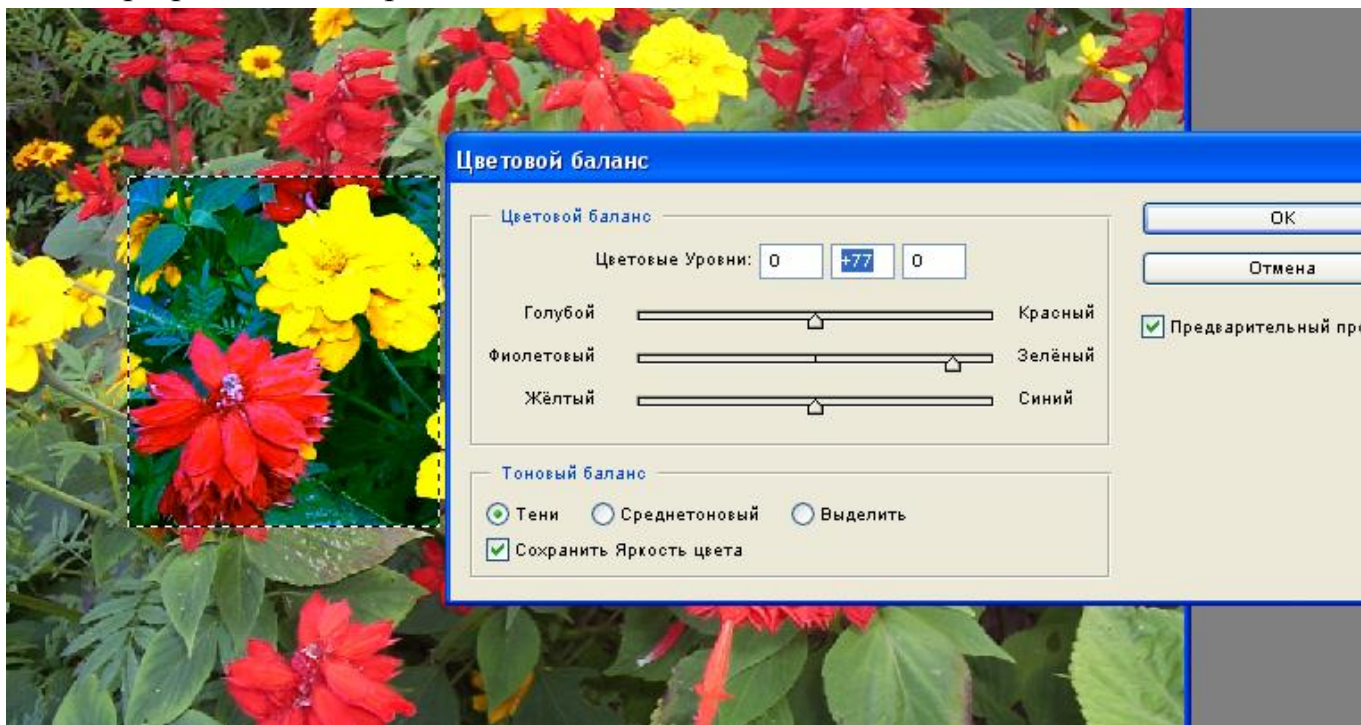 Цветовой баланс
Цветовой баланс
Цветовые Уровни: 0 +77 0
Голубой Красный
Фиолетовый Зелёный
Жёлтый Синий
Тоновый баланс
Тени Среднетоновый Выделить
Сохранить Яркость цвета
OK
Отмена
Предварительный про